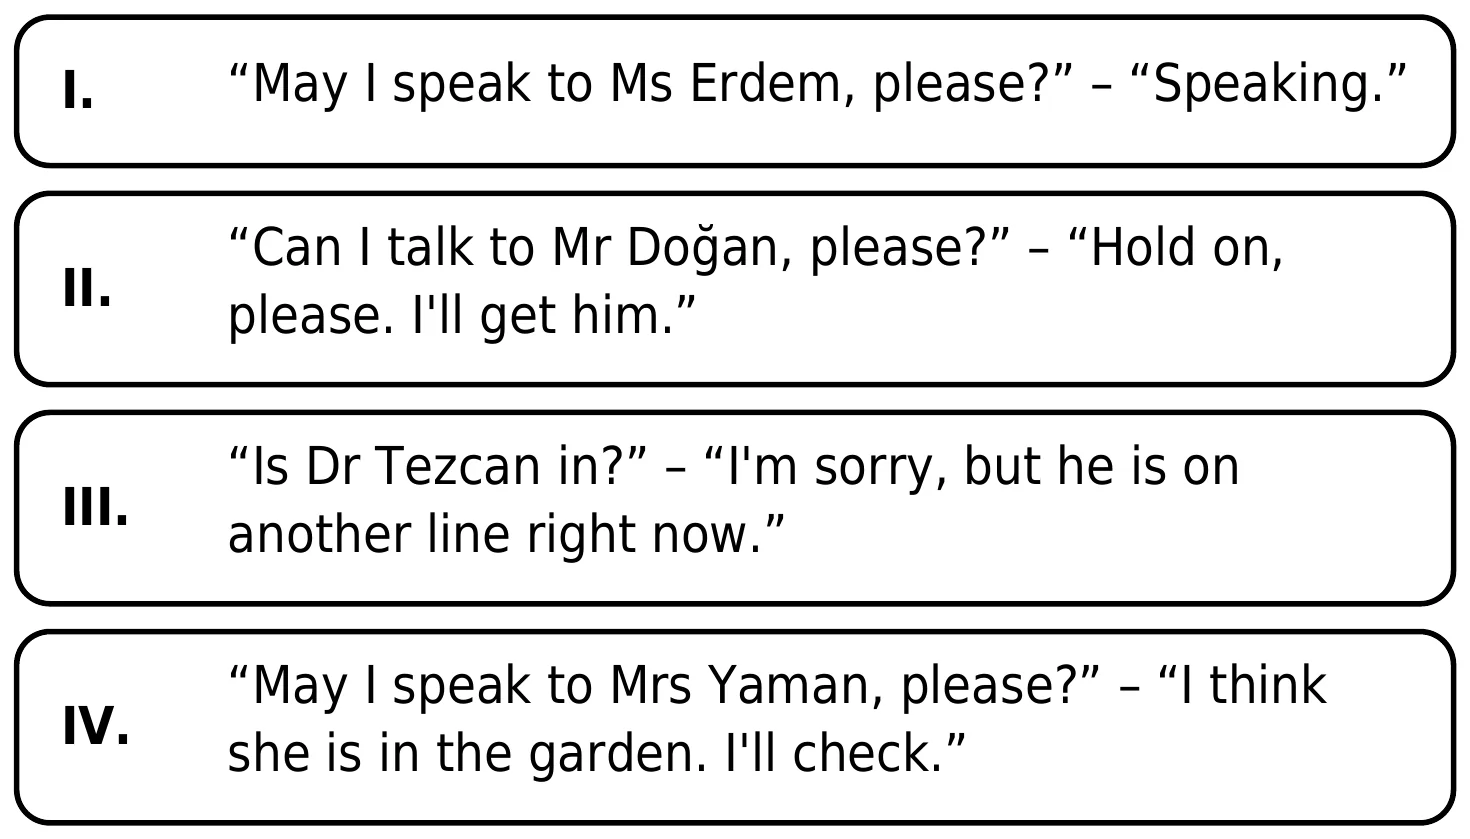 I. “May I speak to Ms Erdem, please?” – “Speaking.”
II. “Can I talk to Mr Doğan, please?” – “Hold on,
please. I'll get him.”
III. “Is Dr Tezcan in?” – “I'm sorry, but he is on
another line right now.”
IV. “May I speak to Mrs Yaman, please?” – “I think
she is in the garden. I'll check.”